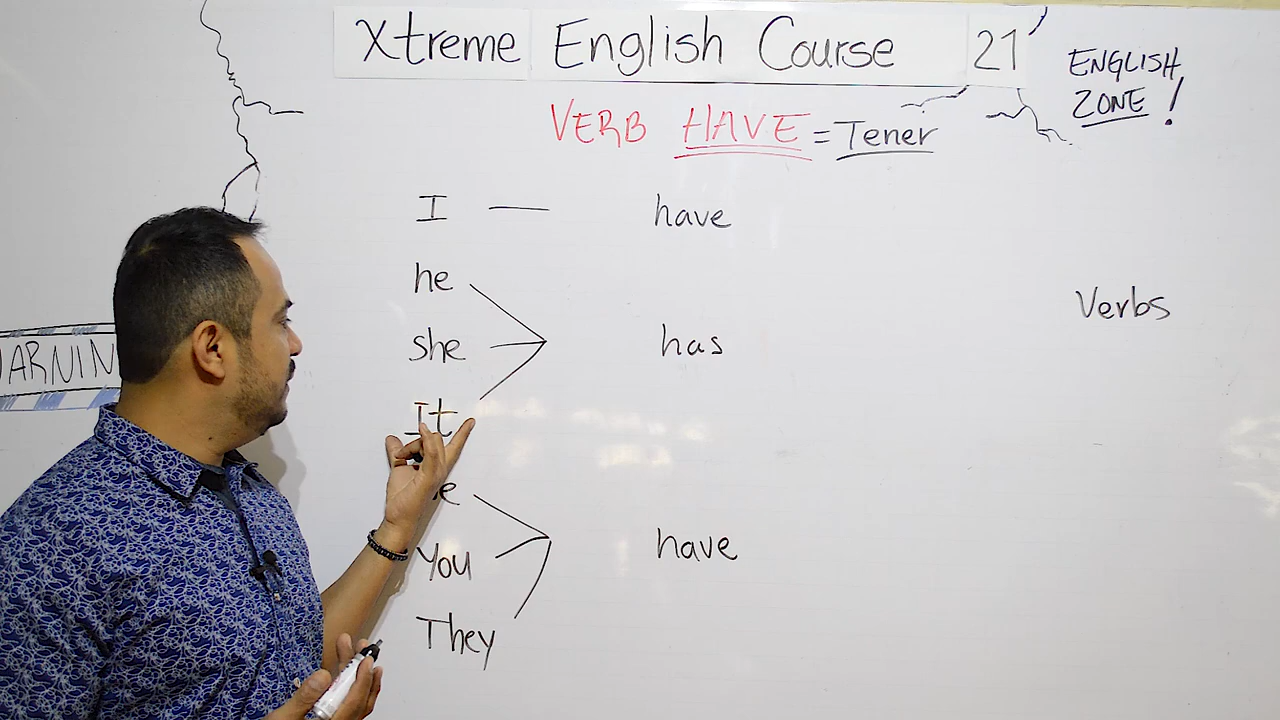 Xtreme English Course 21
ENGLISH
ZONE!
VERB HAVE = Tener
I — have
he
she has
It
You have
They
Verbs